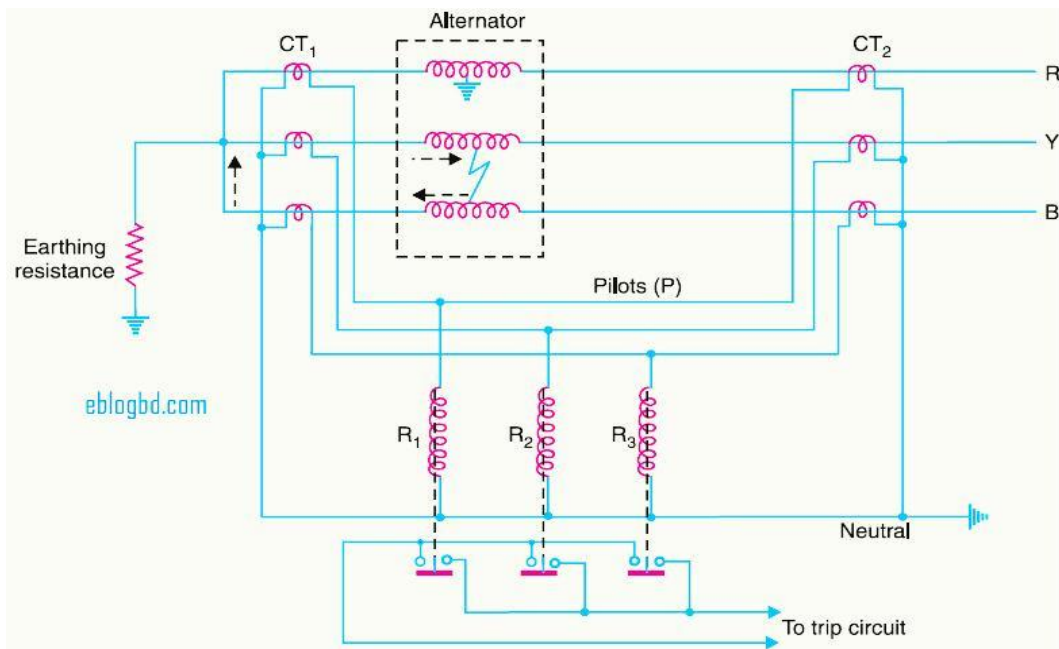 Alternator
CT1
CT2
R
Y
B
Earthing
resistance
Pilots (P)
eblogbd.com
R1
R2
R3
Neutral
To trip circuit